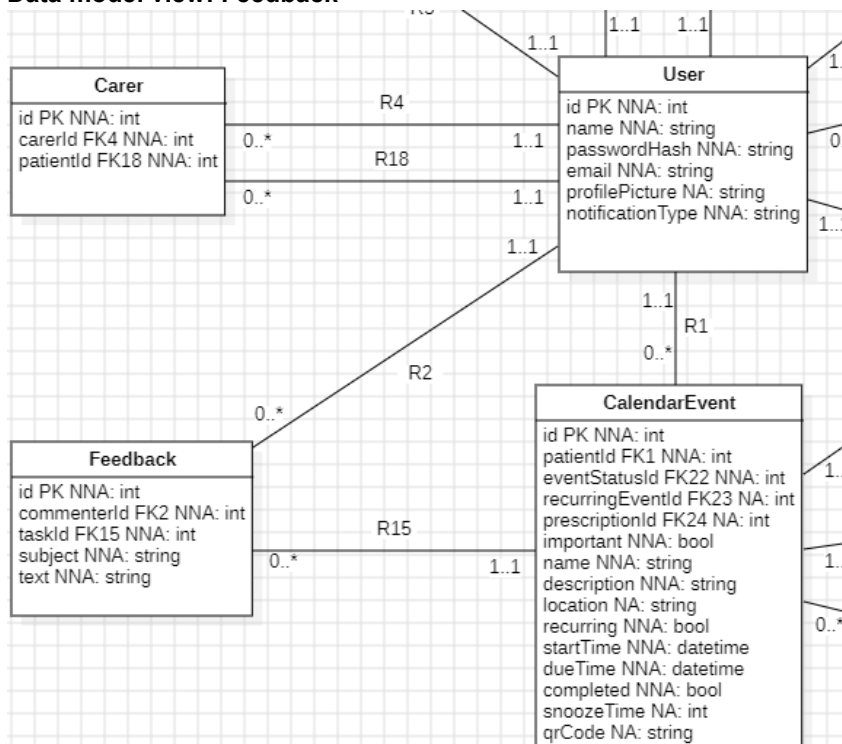 Data model view: Feedback
1..1
1..1
1..1
1..
Carer
id PK NNA: int
carerId FK4 NNA: int
patientId FK18 NNA: int
R4
0..*
1..1
R18
0..*
1..1
User
id PK NNA: int
name NNA: string
passwordHash NNA: string
email NNA: string
profilePicture NA: string
notificationType NNA: string
1..1
1..1
1..1
R1
0..*
R2
0..*
Feedback
id PK NNA: int
commenterId FK2 NNA: int
taskId FK15 NNA: int
subject NNA: string
text NNA: string
R15
0..*
1..1
CalendarEvent
id PK NNA: int
patientId FK1 NNA: int
eventStatusId FK22 NNA: int
recurringEventId FK23 NA: int
prescriptionId FK24 NA: int
important NNA: bool
name NNA: string
description NNA: string
location NA: string
recurring NNA: bool
startTime NNA: datetime
dueTime NNA: datetime
completed NNA: bool
snoozeTime NA: int
qrCode NA: string
1..
1..
0..*